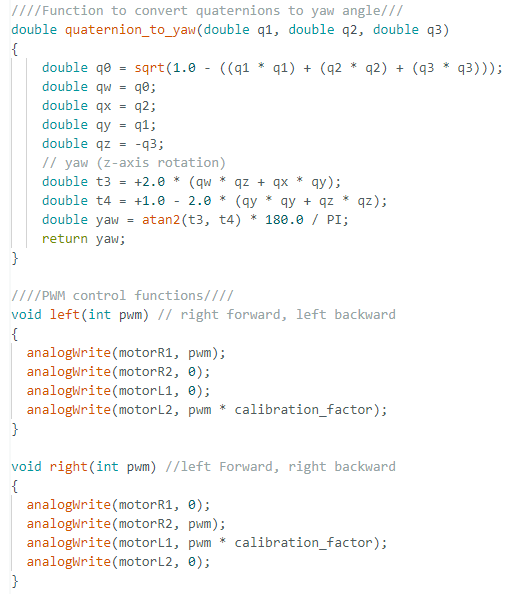 ////Function to convert quaternions to yaw angle///
double quaternion_to_yaw(double q1, double q2, double q3)
{
    double q0 = sqrt(1.0 - ((q1 * q1) + (q2 * q2) + (q3 * q3)));
    double qw = q0;
    double qx = q2;
    double qy = q1;
    double qz = -q3;
    // yaw (z-axis rotation)
    double t3 = +2.0 * (qw * qz + qx * qy);
    double t4 = +1.0 - 2.0 * (qy * qy + qz * qz);
    double yaw = atan2(t3, t4) * 180.0 / PI;
    return yaw;
}
////PWM control functions////
void left(int pwm) // right forward, left backward
{
  analogWrite(motorR1, pwm);
  analogWrite(motorR2, 0);
  analogWrite(motorL1, 0);
  analogWrite(motorL2, pwm * calibration_factor);
}
void right(int pwm) //left Forward, right backward
{
  analogWrite(motorR1, 0);
  analogWrite(motorR2, pwm);
  analogWrite(motorL1, pwm * calibration_factor);
  analogWrite(motorL2, 0);
}